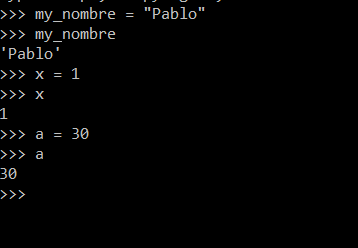 >>> my_nombre = "Pablo"
>>> my_nombre
'Pablo'
>>> x = 1
>>> x
1
>>> a = 30
>>> a
30
>>>